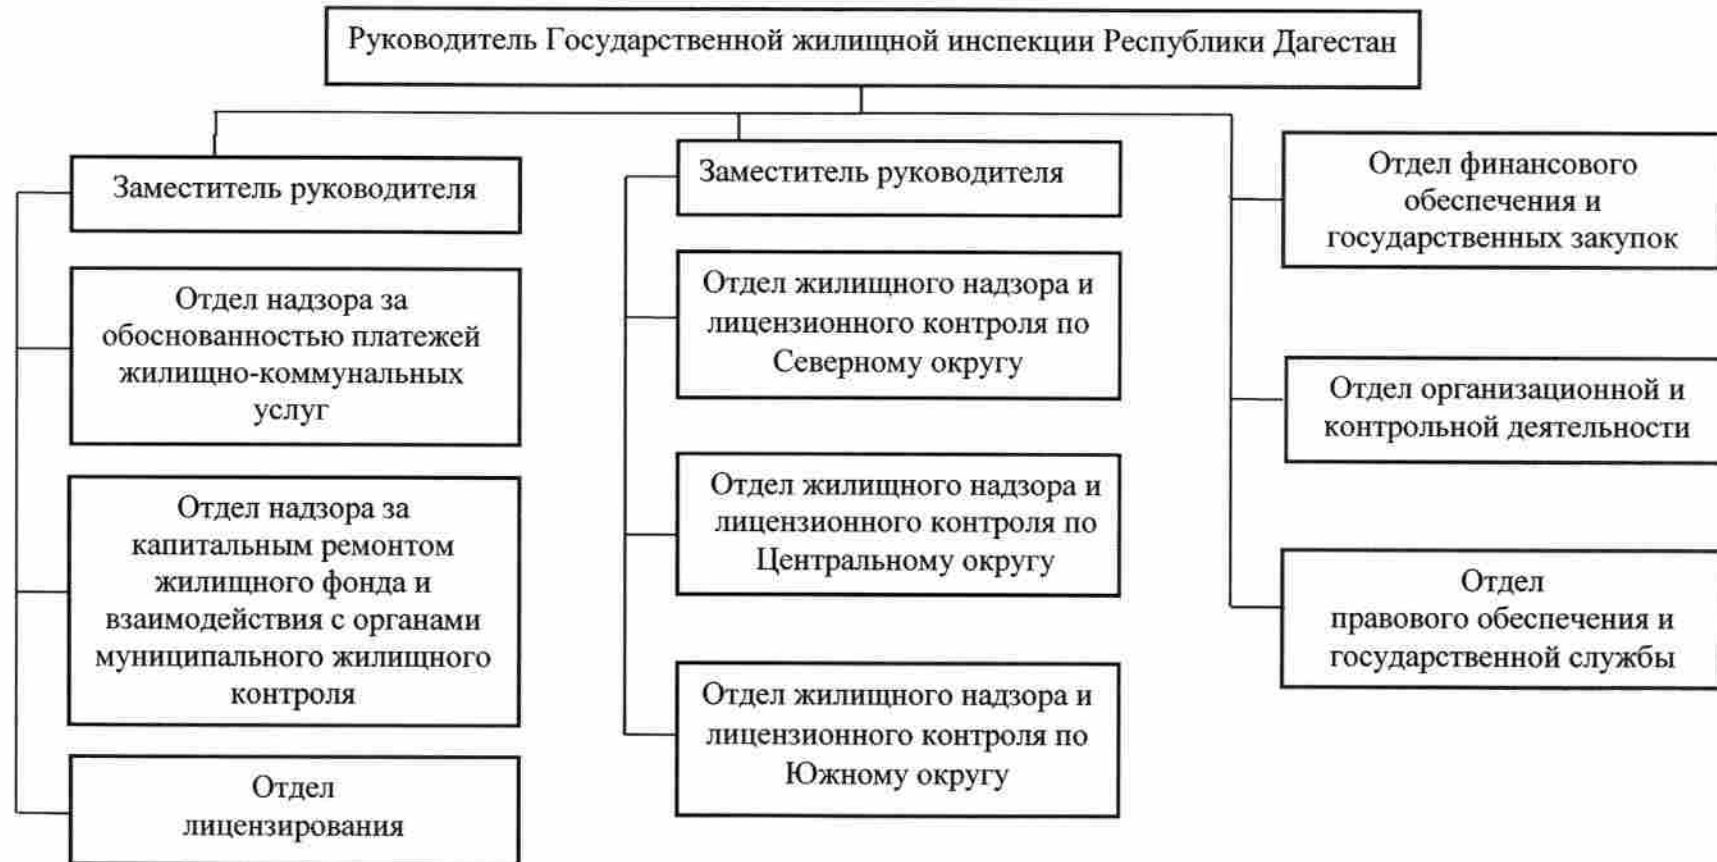 Руководитель Государственной жилищной инспекции Республики Дагестан
Заместитель руководителя
Отдел надзора за
обоснованностью платежей
жилищно-коммунальных
услуг
Отдел надзора за
капитальным ремонтом
жилищного фонда и
взаимодействия с органами
муниципального жилищного
контроля
Отдел
лицензирования
Заместитель руководителя
Отдел жилищного надзора и
лицензионного контроля по
Северному округу
Отдел жилищного надзора и
лицензионного контроля по
Центральному округу
Отдел жилищного надзора и
лицензионного контроля по
Южному округу
Отдел финансового
обеспечения и
государственных закупок
Отдел организационной и
контрольной деятельности
Отдел
правового обеспечения и
государственной службы